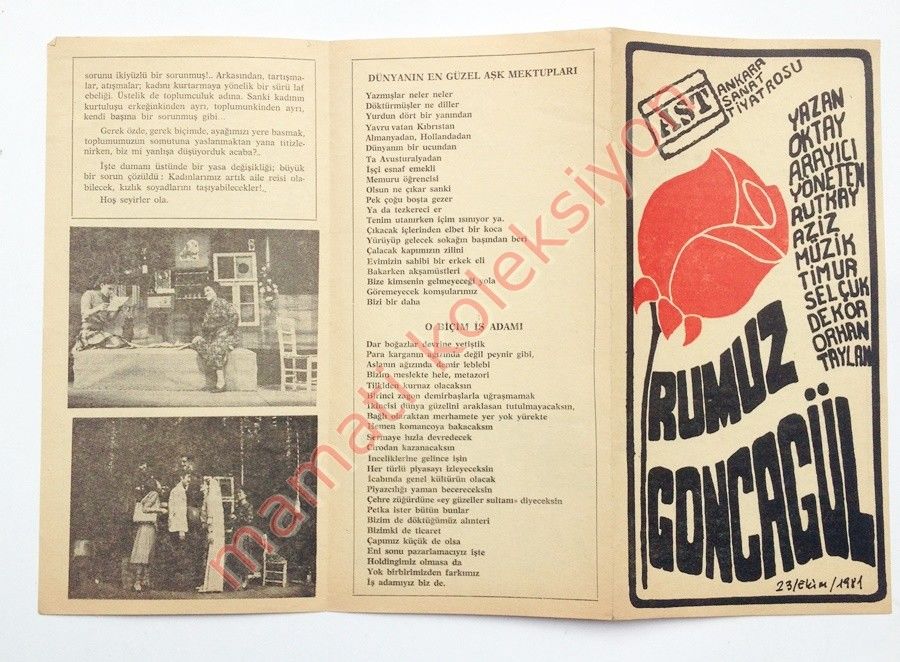 sorunu ikiyüzlü bir sorunmuş!.. Arkasından, tartışma-
lar, atışmalar; kadını kurtarmaya yönelik bir sürü laf
ebeliği. Üstelik de toplumculuk adına. Sanki kadının
kurtuluşu erkeğinkinden ayrı, toplumunkinden ayrı,
kendi başına bir sorunmuş gibi...
Gerek özde, gerek biçimde, ayağımızı yere basmak,
toplumumuzun somutuna yaslanmaktan yana titizle-
nirken, biz mi yanlışa düşüyorduk acaba?..
İşte dumanı üstünde bir yasa değişikliği; büyük
bir sorun çözüldü: Kadınlarımız artık aile reisi ola-
bilecek, kızlık soyadlarını taşıyabilecekler!..
Hoş seyirler ola.
DÜNYANIN EN GÜZEL AŞK MEKTUPLARI
Yazmışlar neler neler
Döktürmüşler ne diller
Yurdun dört bir yanından
Yavru vatan Kıbrıstan
Almanyadan, Hollandadan
Dünyanın bir ucundan
Ta Avusturalyadan
İşçi esnaf emekli
Memuru öğrencisi
Olsun ne çıkar sanki
Pek çoğu boşta gezer
Ya da tezkereci er
Tenim utanırken içim ısınıyor ya.
Çıkacak içlerinden elbet bir koca
Yürüyüp gelecek sokağın başından beri
Çalacak kapımızın zilini
Evimizin sahibi bir erkek eli
Bakarken akşamüstleri
Bize kimsenin gelmeyeceği yola
Göremeyecek komşularımız
Bizi bir daha
O BİÇİM İŞ ADAMI
Dar boğazlar devrine yetiştik
Para karganın ağzında değil peynir gibi,
Aslanın ağızında demir leblebi
Bizim meslekte hele, metazori
Tilkiden kurnaz olacaksın
Birinci zagon demirbaşlarla uğraşmamak
İkincisi dünya güzelini araklasan tutulmayacaksın,
Bağlı taraktan merhamete yer yok yürekte
Hemen komancoya bakacaksın
Sermaye hızla devredecek
Cirodan kazanacaksın
İnceliklerine gelince işin
Her türlü piyasayı izleyeceksin
İcabında genel kültürün olacak
Piyazcılığı yaman becereceksin
Çehre züğürdüne «ey güzeller sultanı» diyeceksin
Petka ister bütün bunlar
Bizim de döktüğümüz alınteri
Bizimki de ticaret
Çapımız küçük de olsa
Eni sonu pazarlamacıyız işte
Holdingimiz olmasa da
Yok birbirimizden farkımız
İş adamıyız biz de.
AST
ANKARA
SANAT
TİYATROSU
YAZAN
OKTAY
ARAYICI
YÖNETEN
RUTKAY
AZİZ
MÜZİK
TİMUR
SELÇUK
DEKOR
ORHAN
TAYLAN
RUMUZ
GONCAGÜL
23/Ekim/1981
mamati koleksiyon